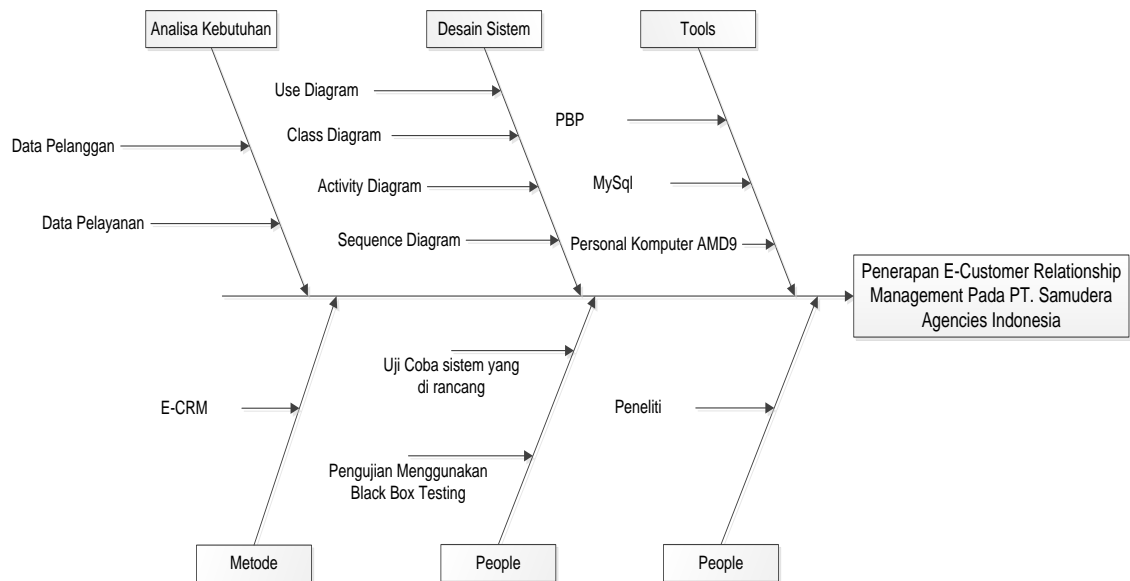 Analisa Kebutuhan
Desain Sistem
Tools
Use Diagram
PBP
Class Diagram
Data Pelanggan
Activity Diagram
MySql
Data Pelayanan
Sequence Diagram
Personal Komputer AMD9
Penerapan E-Customer Relationship
Management Pada PT. Samudera
Agencies Indonesia
Uji Coba sistem yang
di rancang
E-CRM
Peneliti
Pengujian Menggunakan
Black Box Testing
Metode
People
People